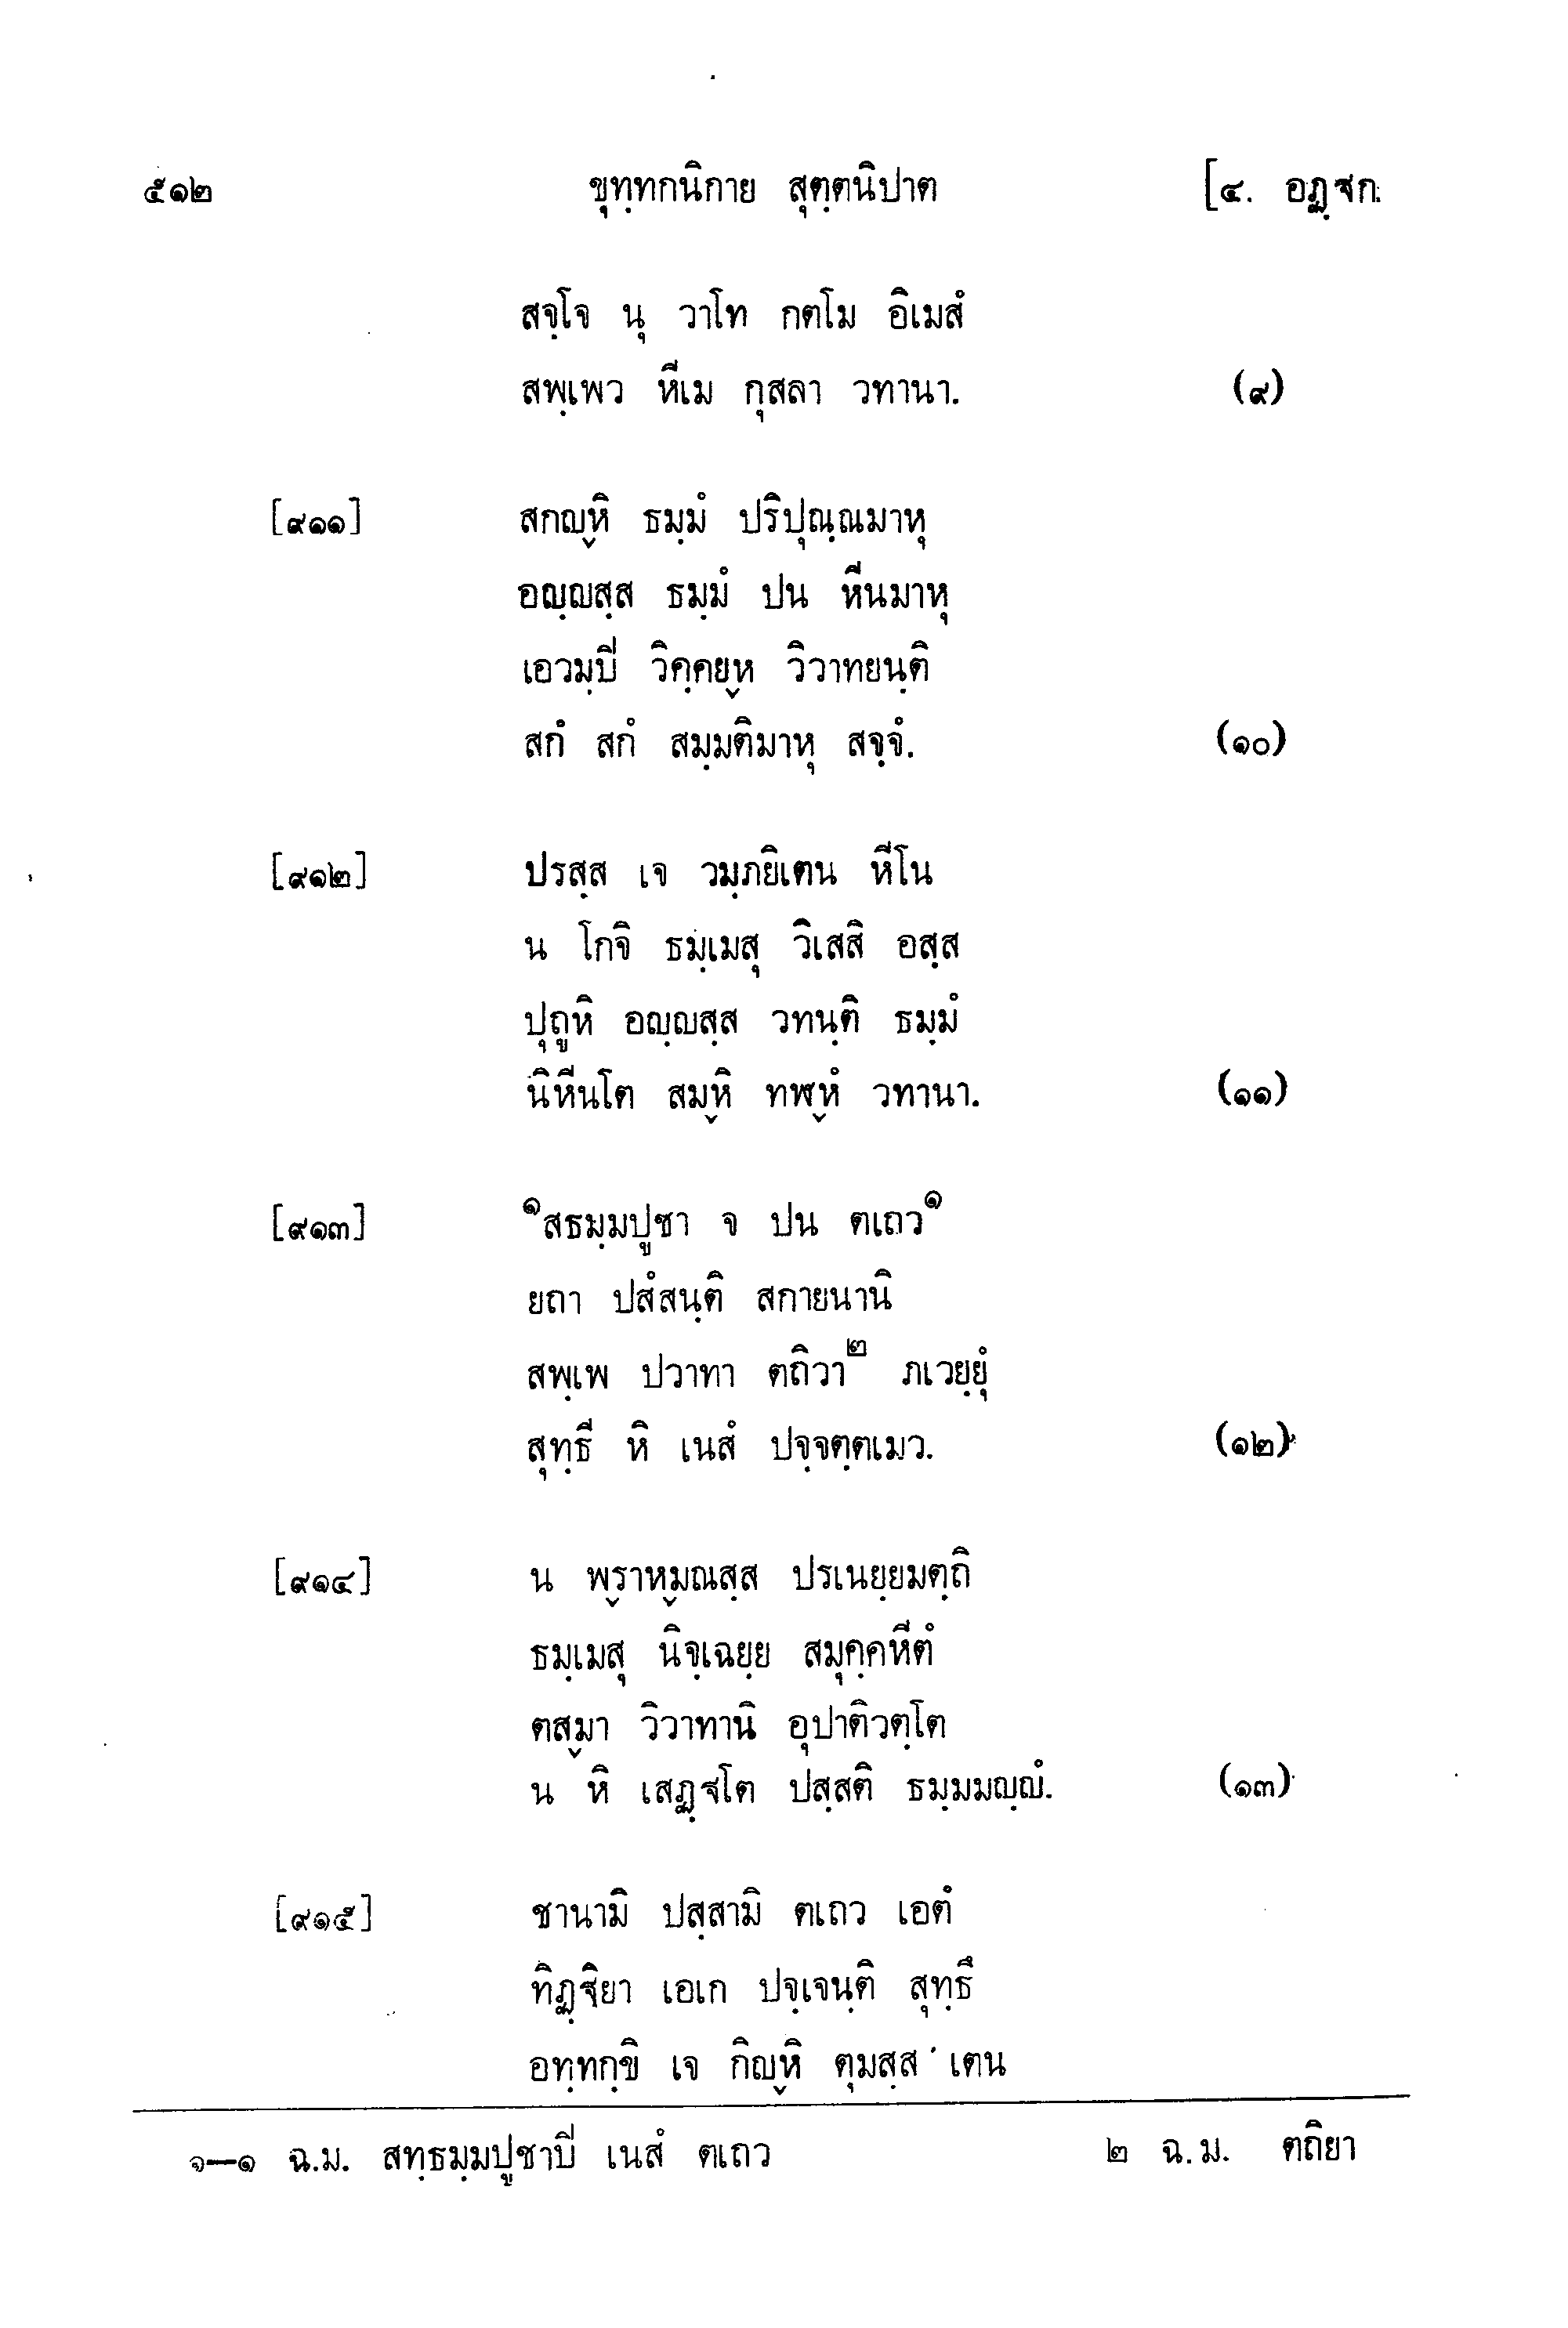 ๕๑๒ ขุทฺทกนิกาย สุตฺตนิปาต [๔. อฏฺฐก
สจฺโจ นุ วาโท กตโม อิเมสํ
สพฺเพว หีเม กุสลา วทานา. (๙)
[๙๑๑] สกญ๎หิ ธมฺมํ ปริปุณฺณมาหุ
อญฺญสฺส ธมฺมํ ปน หีนมาหุ
เอวมฺปิ วิคฺคย๎ห วิวาทยนฺติ
สกํ สกํ สมฺมติมาหุ สจฺจํ. (๑๐)
[๙๑๒] ปรสฺส เจ วมฺภยิเตน หีโน
น โกจิ ธมฺเมสุ วิเสสิ อสฺส
ปุถูหิ อญฺญสฺส วทนฺติ ธมฺมํ
นิหีนโต สม๎หิ ทฬ๎หํ วทานา. (๑๑)
[๙๑๓] ๑สธมฺมปูชา จ ปน ตเถว๑
ยถา ปสํสนฺติ สกายนานิ
สพฺเพ ปวาทา ตถิวา๒ ภเวยฺยุํ
สุทฺธี หิ เนสํ ปจฺจตฺตเมว. (๑๒)
[๙๑๔] น พ๎ราห๎มณสฺส ปรเนยฺยมตฺถิ
ธมฺเมสุ นิจฺเฉยฺย สมุคฺคหีตํ
ตส๎มา วิวาทานิ อุปาติวตฺโต
น หิ เสฏฺฐโต ปสฺสติ ธมฺมมญฺญํ. (๑๓)
[๙๑๕] ชานามิ ปสฺสามิ ตเถว เอตํ
ทิฏฺฐิยา เอเก ปจฺเจนฺติ สุทฺธึ
อทฺทกฺขิ เจ กิญ๎หิ ตุมสฺส เตน
๑—๑ ฉ.ม. สทฺธมฺมปูชาปิ เนสํ ตเถว ๒ ฉ.ม. ตถิยา